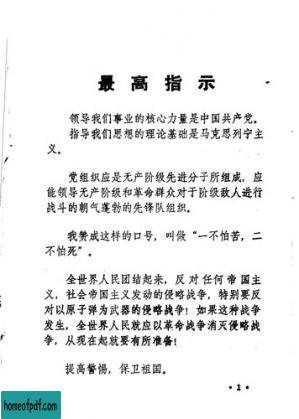 最高指示
领导我们事业的核心力量是中国共产党。
指导我们思想的理论基础是马克思列宁主
义。
党组织应是无产阶级先进分子所组成，应
能领导无产阶级和革命群众对于阶级敌人进行
战斗的朝气蓬勃的先锋队组织。
我赞成这样的口号，叫做“一不怕苦，二
不怕死”。
全世界人民团结起来，反对任何帝国主
义，社会帝国主义发动的侵略战争，特别要反
对以原子弹为武器的侵略战争！如果这种战争
发生，全世界人民就应以革命战争消灭侵略战
争，从现在起就要有所准备！
提高警惕，保卫祖国。
·1·
homeofpdf.com
homeofpdf.com